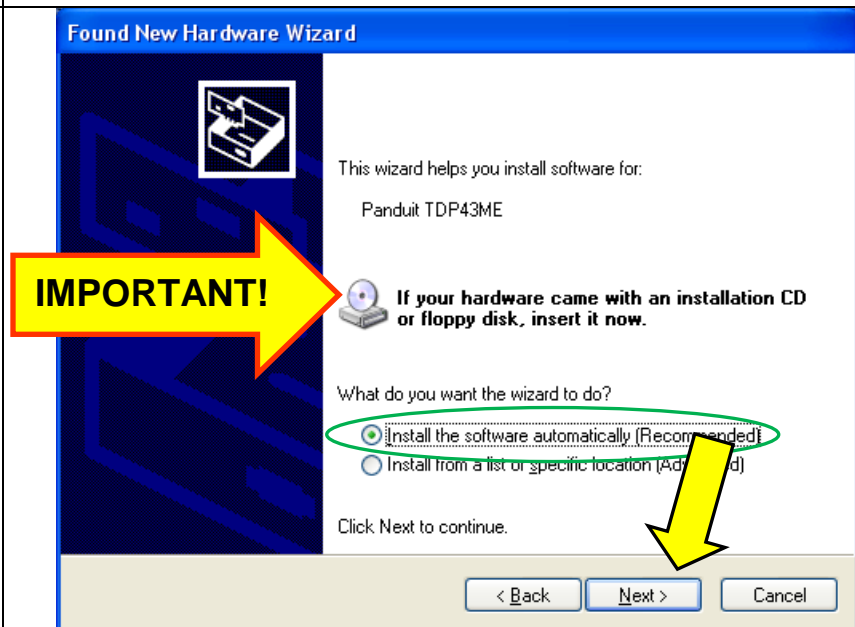 Found New Hardware Wizard
This wizard helps you install software for:
Panduit TDP43ME
IMPORTANT!
If your hardware came with an installation CD
or floppy disk, insert it now.
What do you want the wizard to do?
Install the software automatically (Recommended)
Install from a list or specific location (Advanced)
Click Next to continue.
< Back
Next >
Cancel